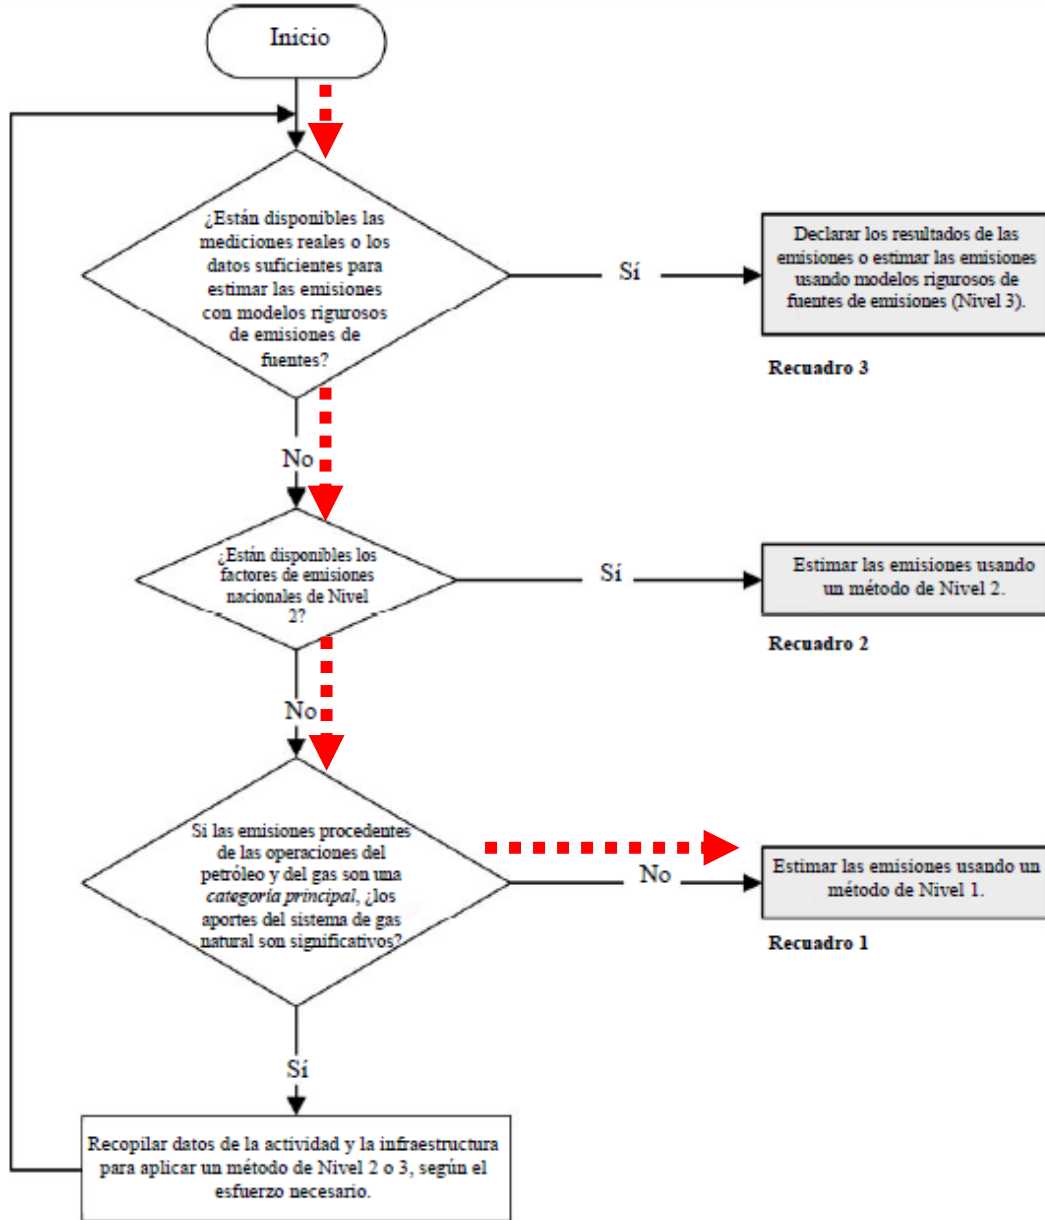 Inicio
¿Están disponibles las
mediciones reales o los
datos suficientes para
estimar las emisiones
con modelos rigurosos
de emisiones de
fuentes?
Sí
Declarar los resultados de las
emisiones o estimar las emisiones
usando modelos rigurosos de
fuentes de emisiones (Nivel 3).
Recuadro 3
No
¿Están disponibles los
factores de emisiones
nacionales de Nivel
2?
Sí
Estimar las emisiones usando
un método de Nivel 2.
Recuadro 2
No
Si las emisiones procedentes
de las operaciones del
petróleo y del gas son una
categoría principal, ¿los
aportes del sistema de gas
natural son significativos?
No
Estimar las emisiones usando un
método de Nivel 1.
Recuadro 1
Sí
Recopilar datos de la actividad y la infraestructura
para aplicar un método de Nivel 2 o 3, según el
esfuerzo necesario.